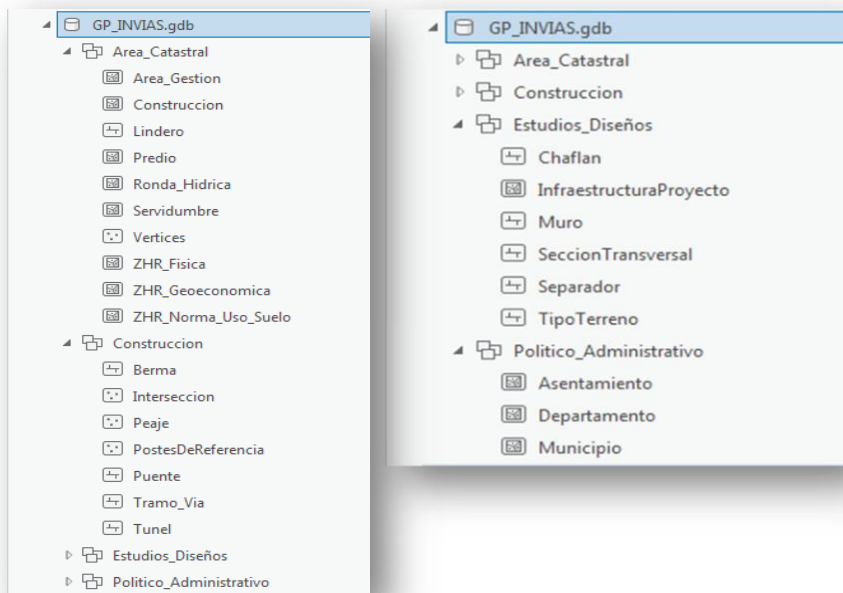 GP_INVIAS.gdb
Area_Catastral
Area_Gestion
Construccion
Lindero
Predio
Ronda_Hidrica
Servidumbre
Vertices
ZHR_Fisica
ZHR_Geoeconomica
ZHR_Norma_Uso_Suelo
Construccion
Berma
Interseccion
Peaje
PostesDeReferencia
Puente
Tramo_Via
Tunel
Estudios_Diseños
Politico_Administrativo
GP_INVIAS.gdb
Area_Catastral
Construccion
Estudios_Diseños
Chaflan
InfraestructuraProyecto
Muro
SeccionTransversal
Separador
TipoTerreno
Politico_Administrativo
Asentamiento
Departamento
Municipio